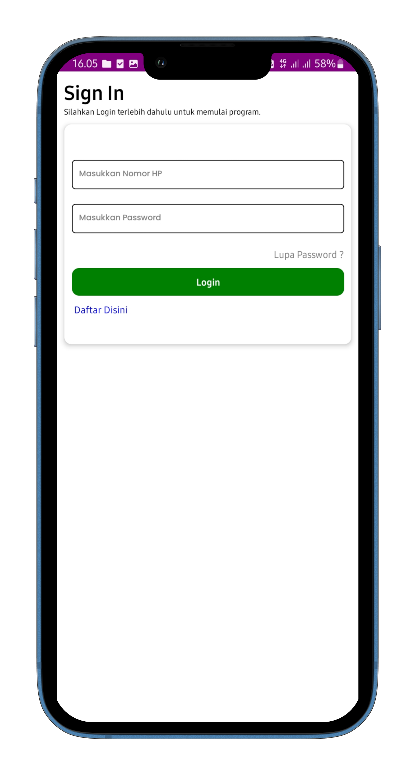 16.05
58%
Sign In
Silahkan Login terlebih dahulu untuk memulai program.
Masukkan Nomor HP
Masukkan Password
Lupa Password ?
Login
Daftar Disini